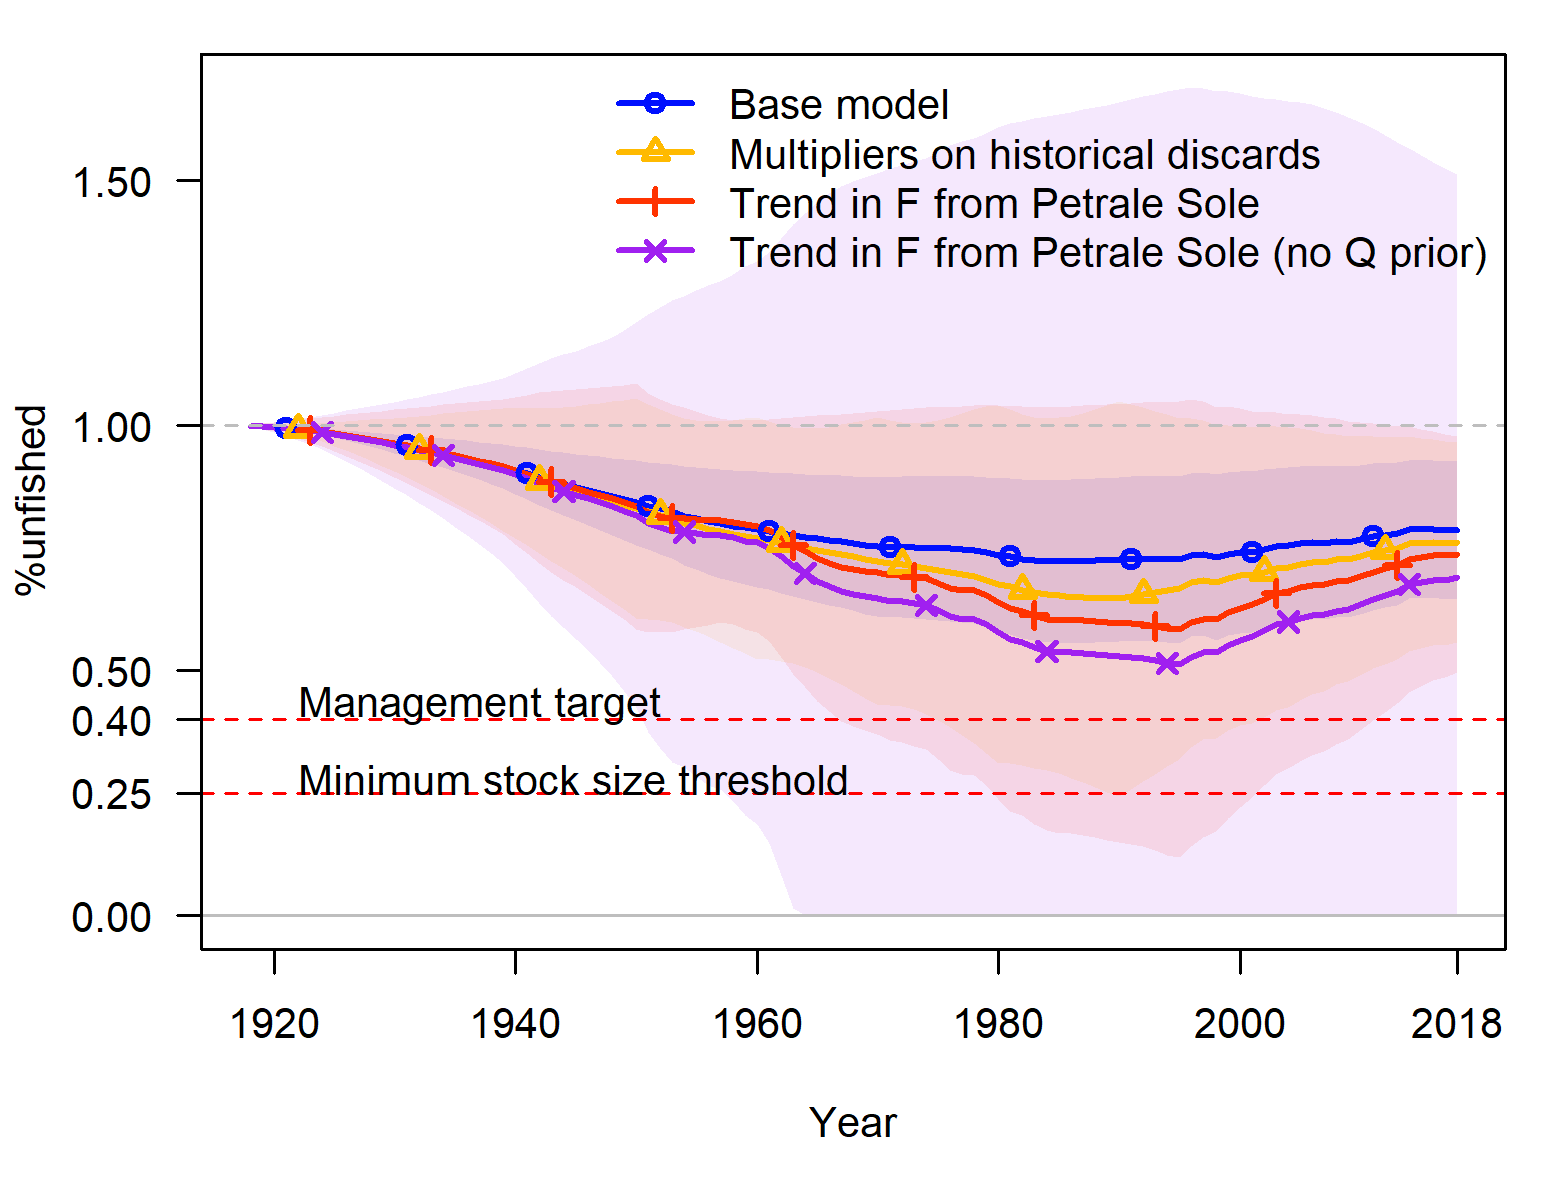 Base model
Multipliers on historical discards
Trend in F from Petrale Sole
Trend in F from Petrale Sole (no Q prior)
%unfished
1.50
1.00
0.50
0.40
0.25
0.00
Management target
Minimum stock size threshold
1920 1940 1960 1980 2000 2018
Year